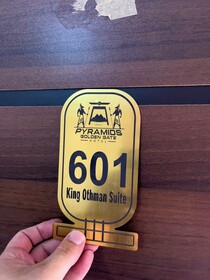 PYRAMIDS
GOLDEN GATE
HOTEL
601
King Othman Suite